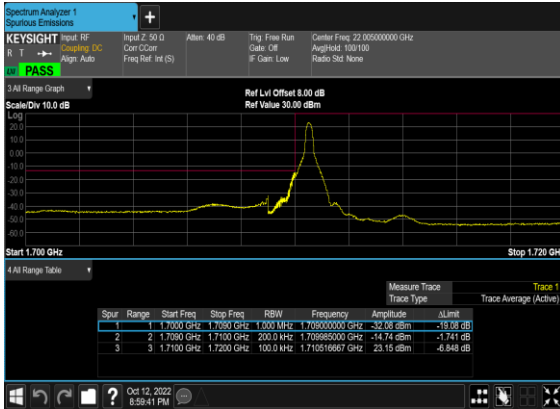 Spectrum Analyzer 1
Spurious Emissions
KEYSIGHT Input: RF Input Z: 50 Ω Atten: 40 dB Trig: Free Run Center Freq: 22.005000000 GHz
R T Coupling: DC Corr CCorr Gate: Off Avg|Hold: 100/100
Align: Auto Freq Ref: Int (S) IF Gain: Low Radio Std: None
PASS
3 All Range Graph
Ref Lvl Offset 8.00 dB
Scale/Div 10.0 dB Ref Value 30.00 dBm
Log
20.0
10.0
0.00
-10.0
-20.0
-30.0
-40.0
-50.0
-60.0
Start 1.700 GHz Stop 1.720 GH
4 All Range Table
Measure Trace Trace 1
Trace Type Trace Average (Active)
Spur Range Start Freq Stop Freq RBW Frequency Amplitude ΔLimit
1 1 1.7000 GHz 1.7090 GHz 1.000 MHz 1.709000000 GHz -32.08 dBm -19.08 dB
2 2 1.7090 GHz 1.7100 GHz 200.0 kHz 1.709985000 GHz -14.74 dBm -1.741 dB
3 3 1.7100 GHz 1.7200 GHz 100.0 kHz 1.710516667 GHz 23.15 dBm -6.848 dB
Oct 12, 2022
8:59:41 PM